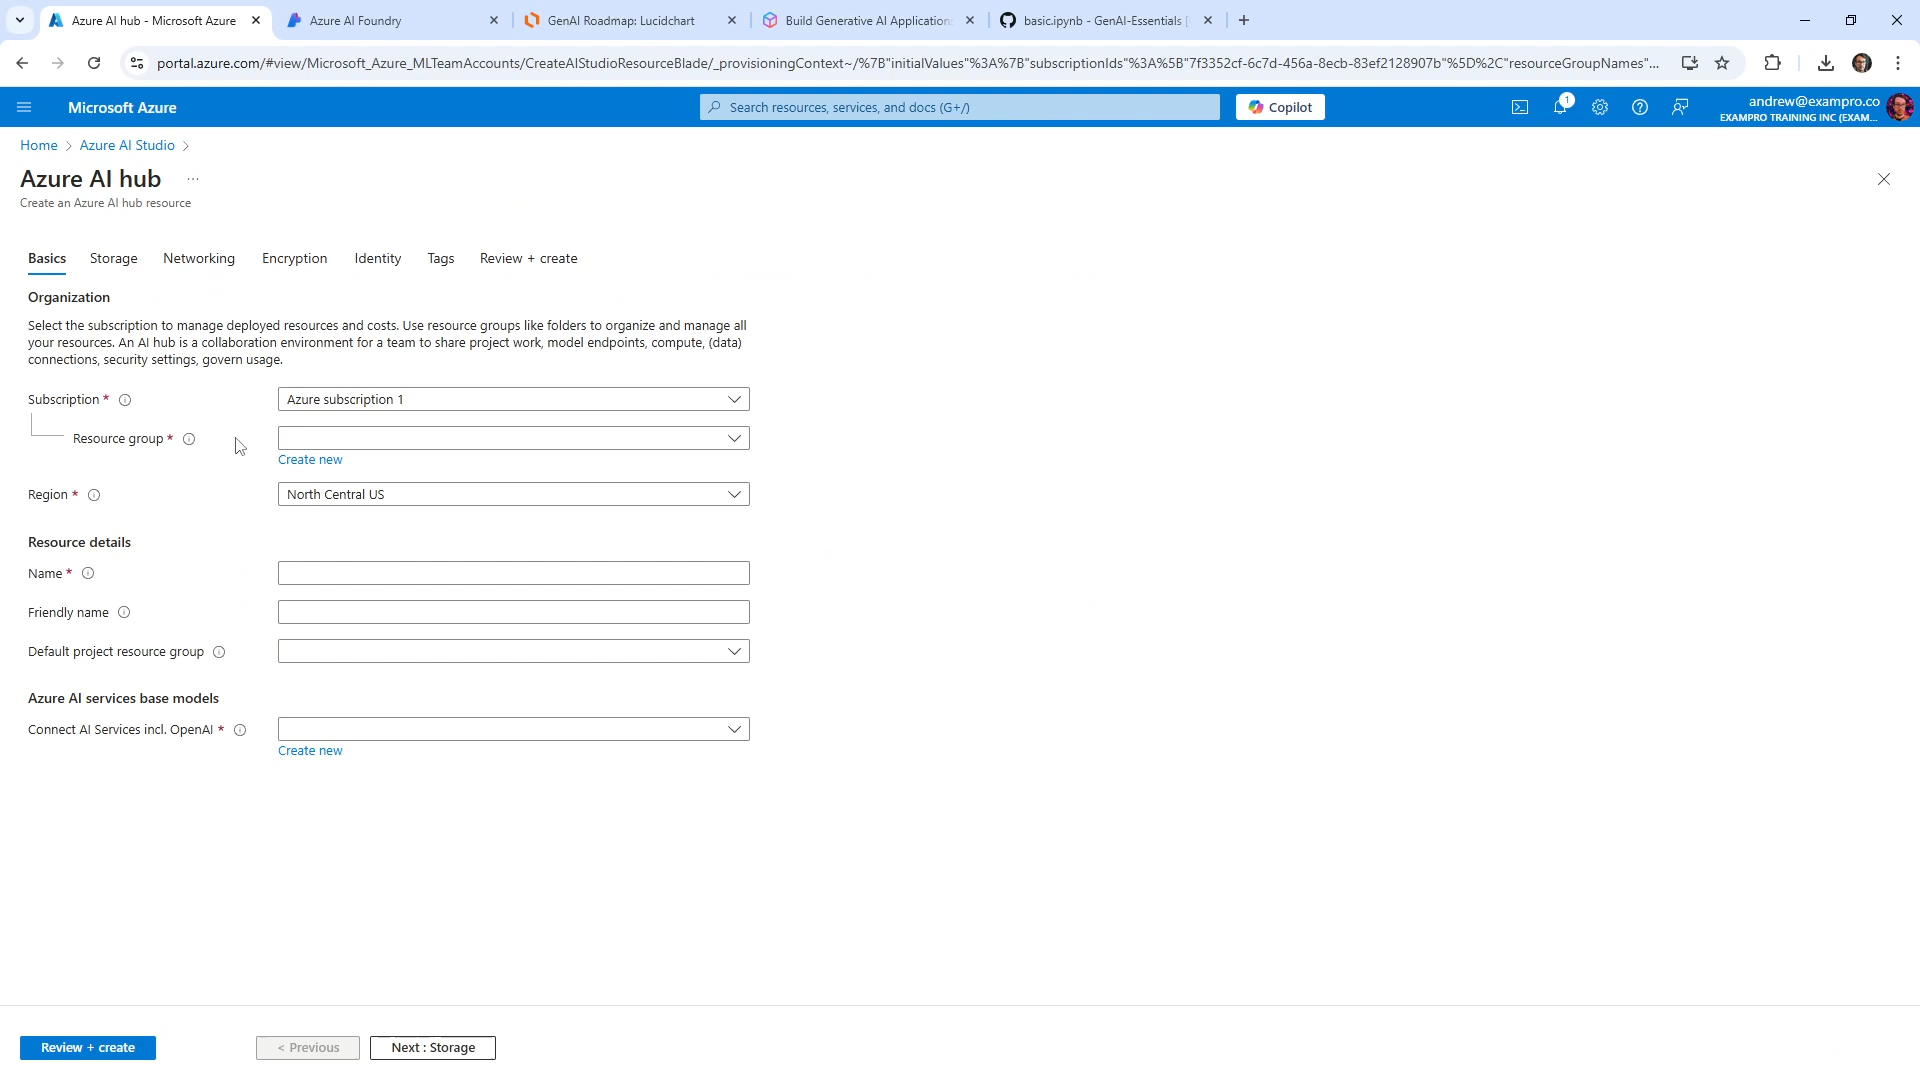 Azure AI hub - Microsoft Azure
Azure AI Foundry
GenAI Roadmap: Lucidchart
Build Generative AI Applications
basic.ipynb - GenAI-Essentials [
portal.azure.com/#view/Microsoft_Azure_MLTeamAccounts/CreateAIStudioResourceBlade/_provisioningContext~/%7B"initialValues"%3A%7B"subscriptionIds"%3A%5B"7f3352cf-6c7d-456a-8ecb-83ef2128907b"%5D%2C"resourceGroupNames"...
Microsoft Azure
Search resources, services, and docs (G+/)
Copilot
1
andrew@exampro.co
EXAMPRO TRAINING INC (EXAM...
Home > Azure AI Studio >
Azure AI hub ...
Create an Azure AI hub resource
Basics Storage Networking Encryption Identity Tags Review + create
Organization
Select the subscription to manage deployed resources and costs. Use resource groups like folders to organize and manage all
your resources. An AI hub is a collaboration environment for a team to share project work, model endpoints, compute, (data)
connections, security settings, govern usage.
Subscription *
Azure subscription 1
Resource group *
Create new
Region *
North Central US
Resource details
Name *
Friendly name
Default project resource group
Azure AI services base models
Connect AI Services incl. OpenAI *
Create new
Review + create
< Previous
Next : Storage